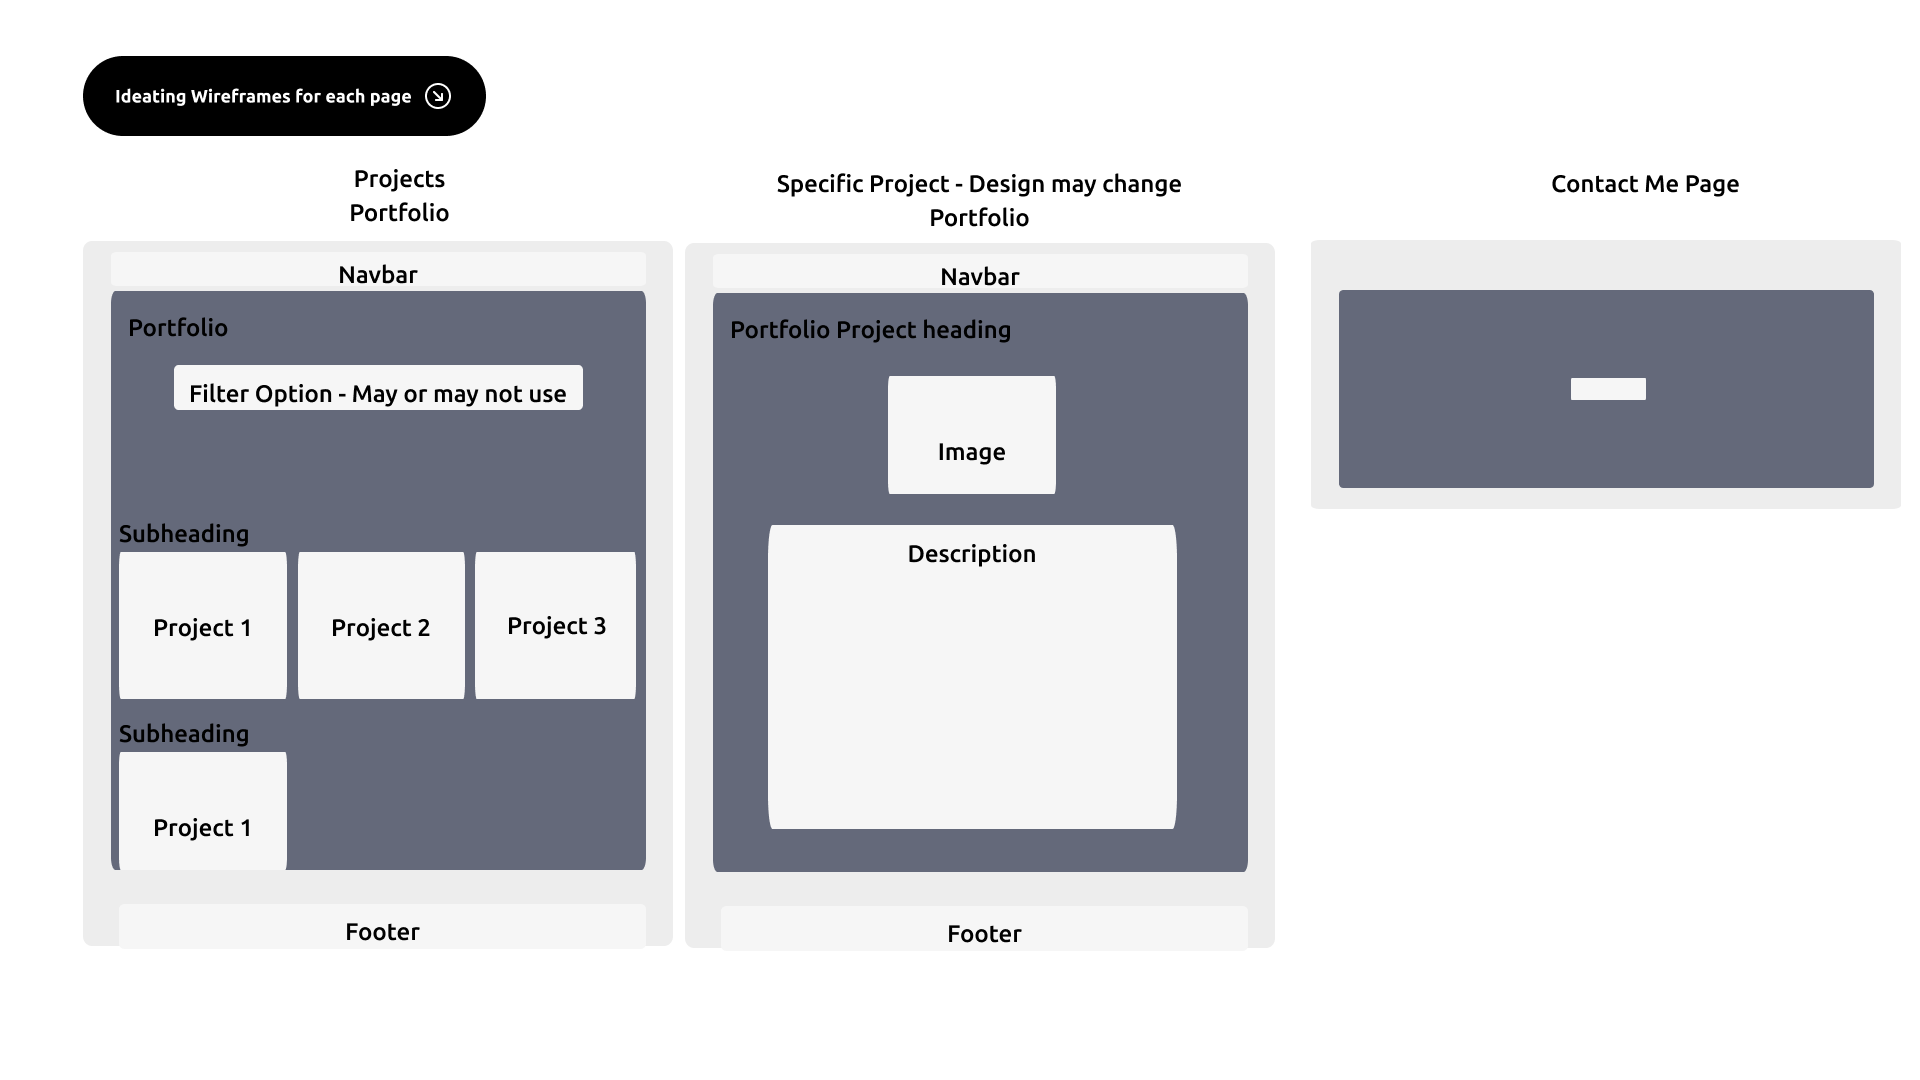 Ideating Wireframes for each page
Projects
Portfolio
Navbar
Portfolio
Filter Option - May or may not use
Subheading
Project 1
Project 2
Project 3
Subheading
Project 1
Footer
Specific Project - Design may change
Portfolio
Navbar
Portfolio Project heading
Image
Description
Footer
Contact Me Page